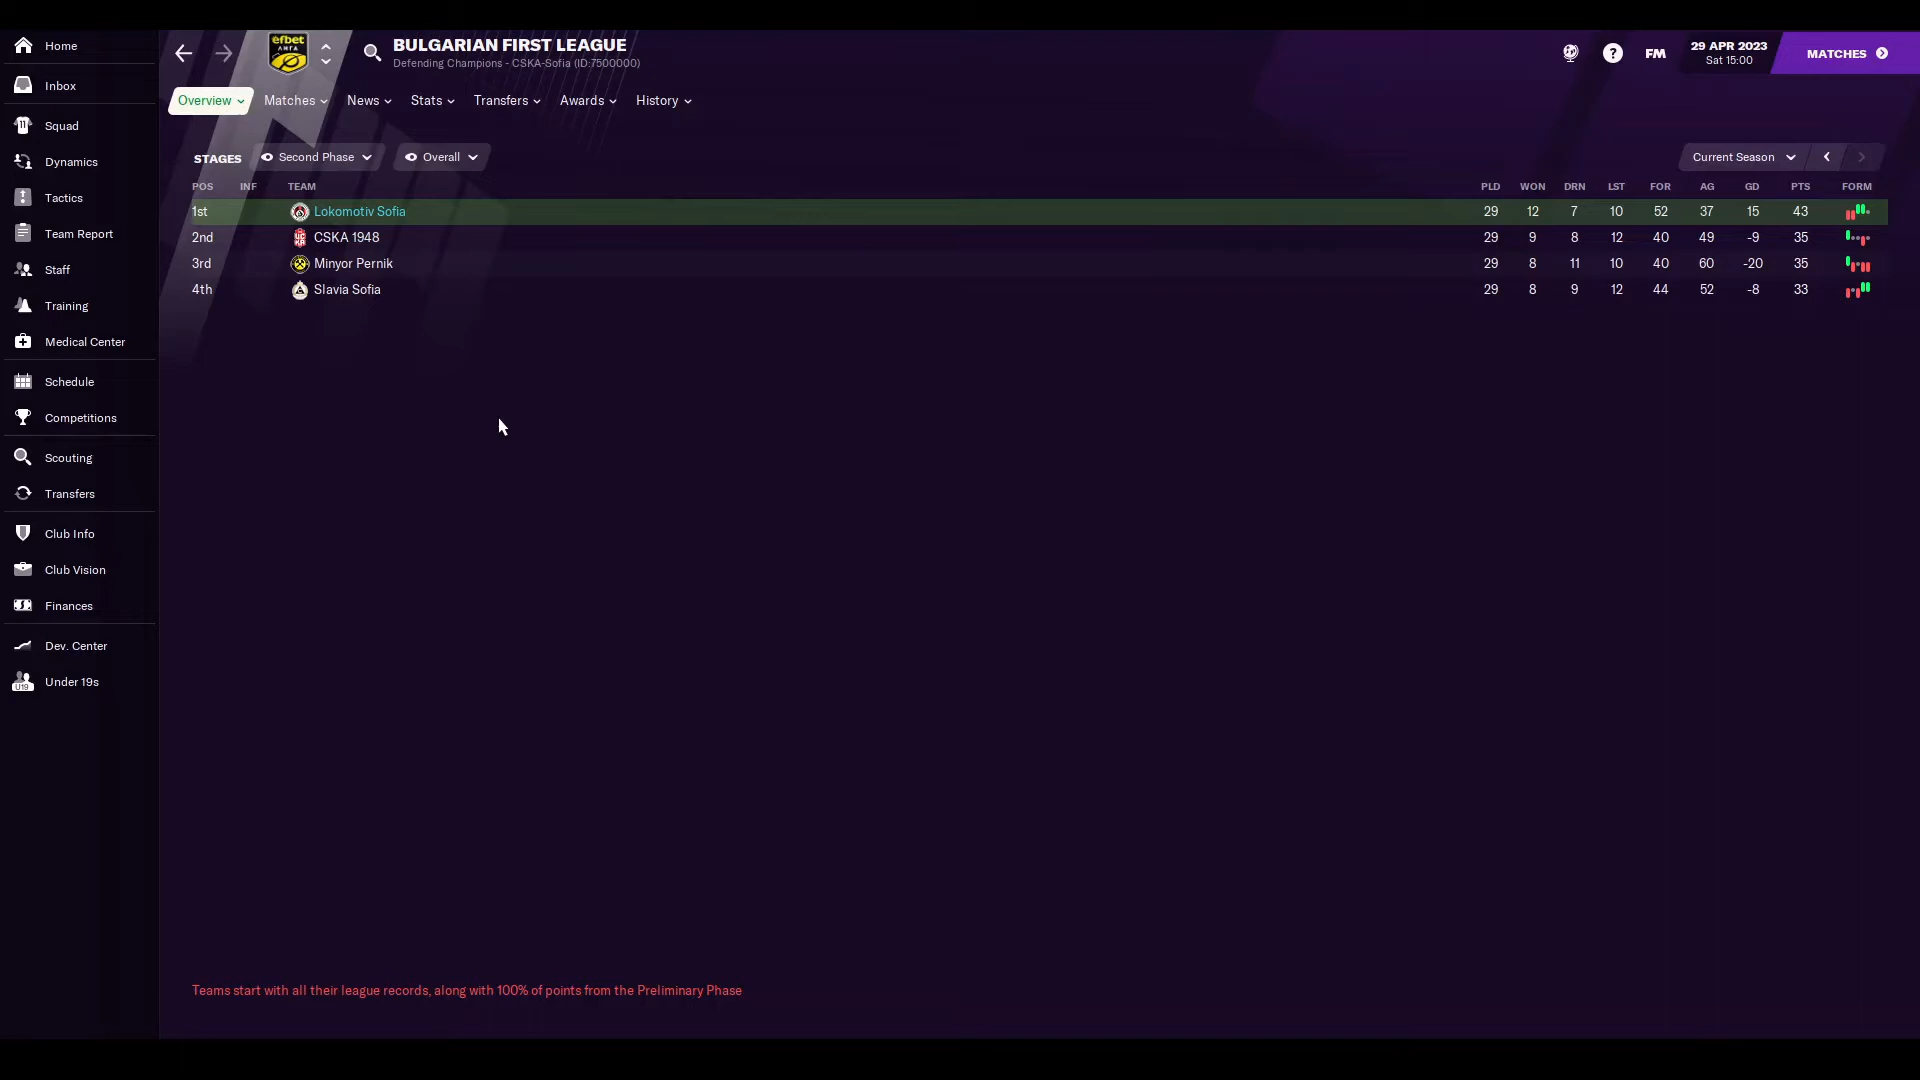 Home
Inbox
Squad
Dynamics
Tactics
Team Report
Staff
Training
Medical Center
Schedule
Competitions
Scouting
Transfers
Club Info
Club Vision
Finances
Dev. Center
U19 Under 19s
efbet
ЛИГА
BULGARIAN FIRST LEAGUE
Defending Champions - CSKA-Sofia (ID:7500000)
? FM 29 APR 2023 MATCHES
Sat 15:00
Overview Matches News Stats Transfers Awards History
STAGES Second Phase Overall Current Season
POS INF TEAM PLD WON DRN LST FOR AG GD PTS FORM
1st Lokomotiv Sofia 29 12 7 10 52 37 15 43
2nd CSKA 1948 29 9 8 12 40 49 -9 35
3rd Minyor Pernik 29 8 11 10 40 60 -20 35
4th Slavia Sofia 29 8 9 12 44 52 -8 33
Teams start with all their league records, along with 100% of points from the Preliminary Phase